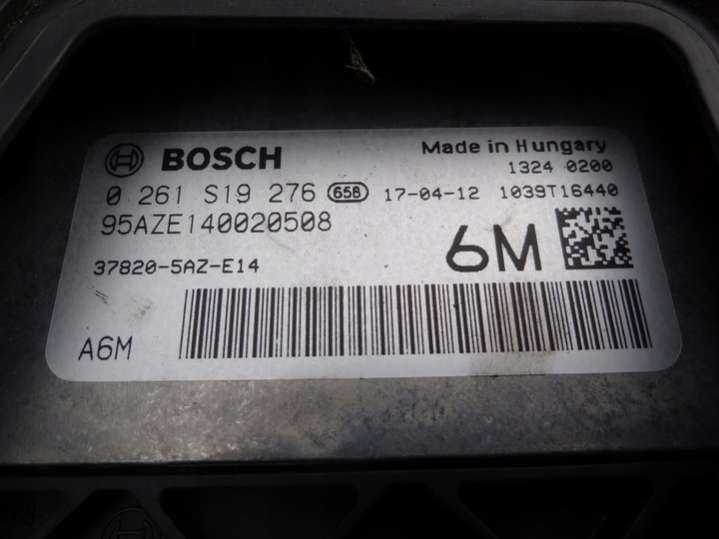 BOSCH
Made in Hungary
1324 0200
0 261 S19 276 658 17-04-12 1039T16440
95AZE140020508
6M
37820-5AZ-E14
A6M